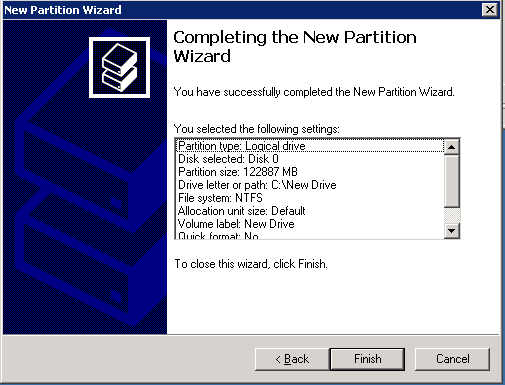 New Partition Wizard
Completing the New Partition
Wizard
You have successfully completed the New Partition Wizard.
You selected the following settings:
Partition type: Logical drive
Disk selected: Disk 0
Partition size: 122887 MB
Drive letter or path: C:\New Drive
File system: NTFS
Allocation unit size: Default
Volume label: New Drive
Quick format: No
To close this wizard, click Finish.
< Back
Finish
Cancel